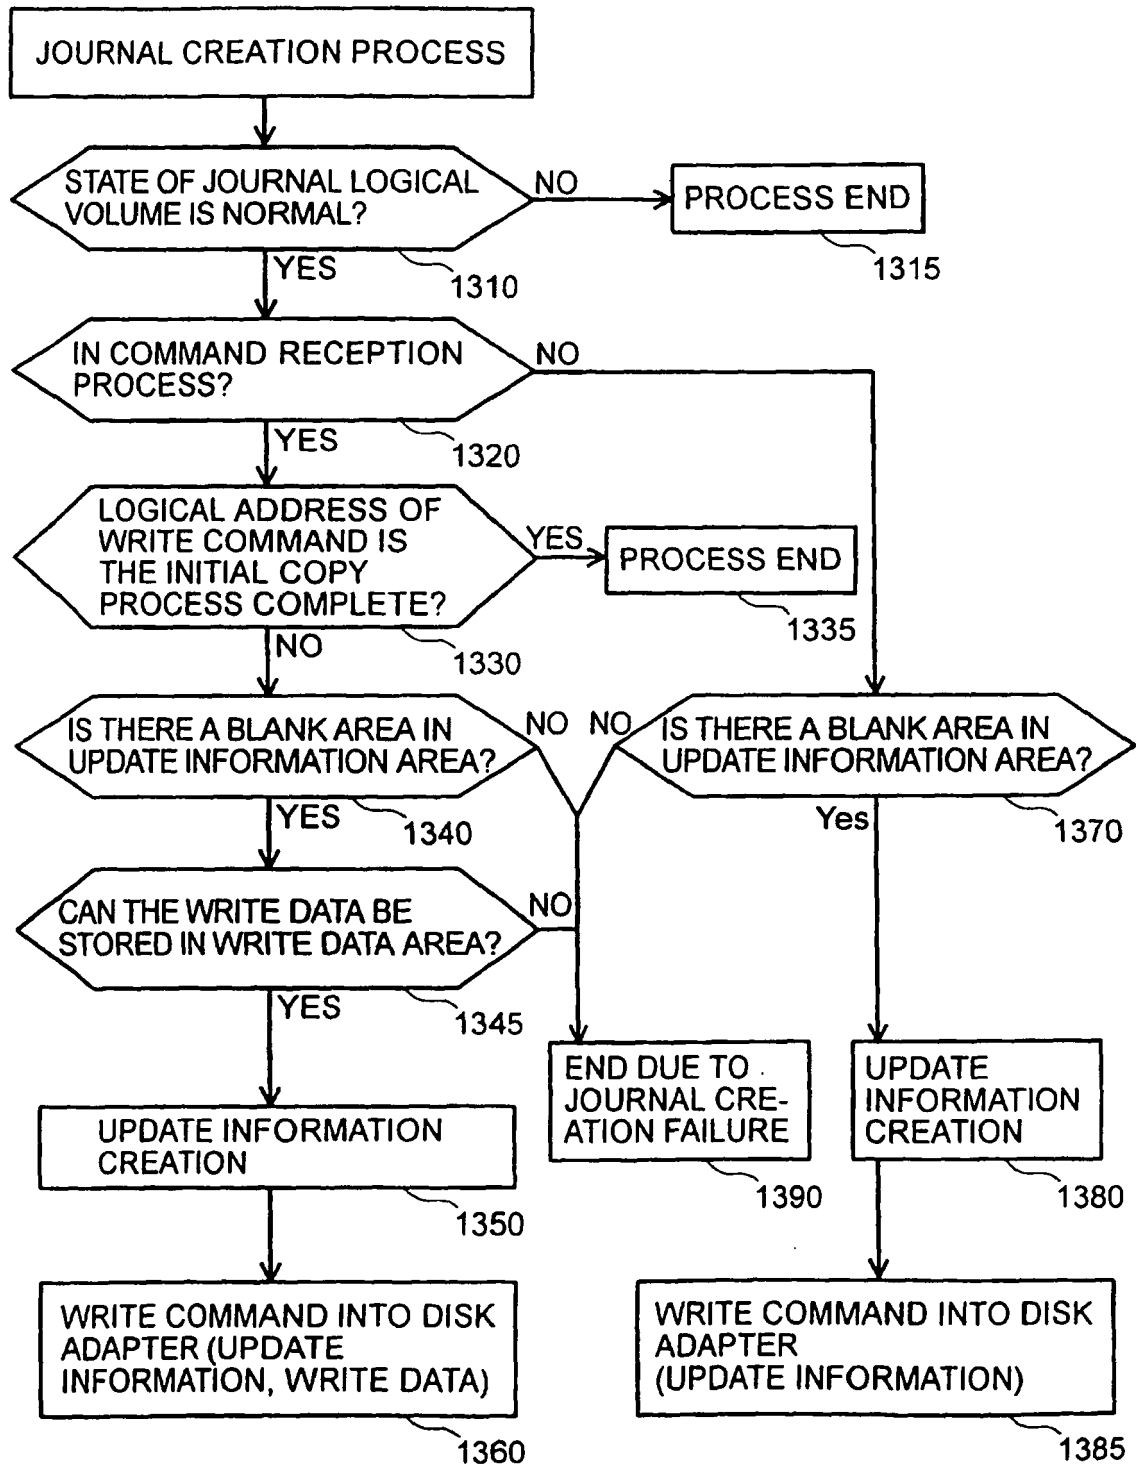 JOURNAL CREATION PROCESS
STATE OF JOURNAL LOGICAL
VOLUME IS NORMAL?
NO
PROCESS END
1315
YES
1310
IN COMMAND RECEPTION
PROCESS?
NO
YES
1320
LOGICAL ADDRESS OF
WRITE COMMAND IS
THE INITIAL COPY
PROCESS COMPLETE?
YES
PROCESS END
1335
NO
1330
IS THERE A BLANK AREA IN
UPDATE INFORMATION AREA?
NO
NO
IS THERE A BLANK AREA IN
UPDATE INFORMATION AREA?
YES
1340
Yes
1370
CAN THE WRITE DATA BE
STORED IN WRITE DATA AREA?
NO
YES
1345
END DUE TO
JOURNAL CRE-
ATION FAILURE
1390
UPDATE
INFORMATION
CREATION
1380
UPDATE INFORMATION
CREATION
1350
WRITE COMMAND INTO DISK
ADAPTER (UPDATE
INFORMATION, WRITE DATA)
1360
WRITE COMMAND INTO DISK
ADAPTER
(UPDATE INFORMATION)
1385